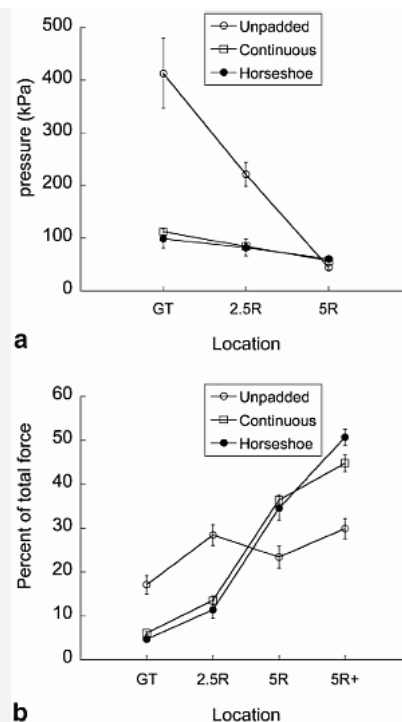 500
400
300
200
100
0
pressure (kPa)
Unpadded
Continuous
Horseshoe
GT 2.5R 5R
Location
a
60
50
40
30
20
10
0
Percent of total force
Unpadded
Continuous
Horseshoe
GT 2.5R 5R 5R+
Location
b